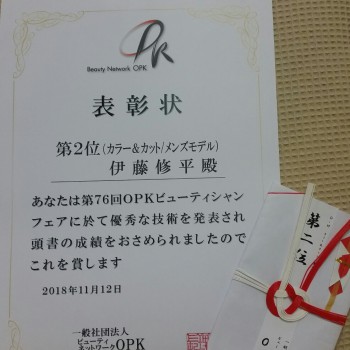 OPK
Beauty Network OPK
表彰状
第2位(カラー&カット/メンズモデル)
伊藤修平殿
あなたは第76回OPKビューティシャン
フェアに於て優秀な技術を発表され
頭書の成績をおさめられましたので
これを賞します
2018年11月12日
一般社団法人
ビューティ
ネットワークOPK
第二位